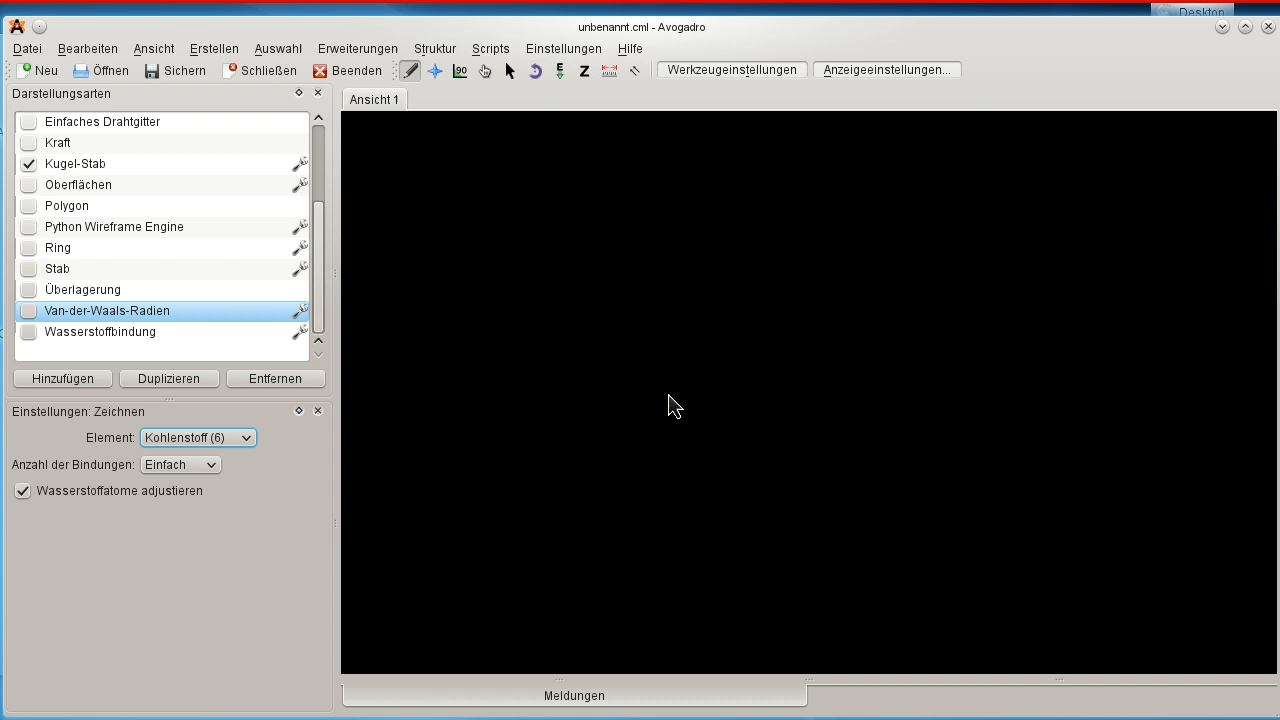 Desktop
unbenannt.cml - Avogadro
Datei Bearbeiten Ansicht Erstellen Auswahl Erweiterungen Struktur Scripts Einstellungen Hilfe
Neu Öffnen Sichern Schließen Beenden 90 E Z Werkzeugeinstellungen Anzeigeeinstellungen...
Darstellungsarten
Ansicht 1
Einfaches Drahtgitter
Kraft
Kugel-Stab
Oberflächen
Polygon
Python Wireframe Engine
Ring
Stab
Überlagerung
Van-der-Waals-Radien
Wasserstoffbindung
Hinzufügen Duplizieren Entfernen
Einstellungen: Zeichnen
Element: Kohlenstoff (6)
Anzahl der Bindungen: Einfach
Wasserstoffatome adjustieren
Meldungen